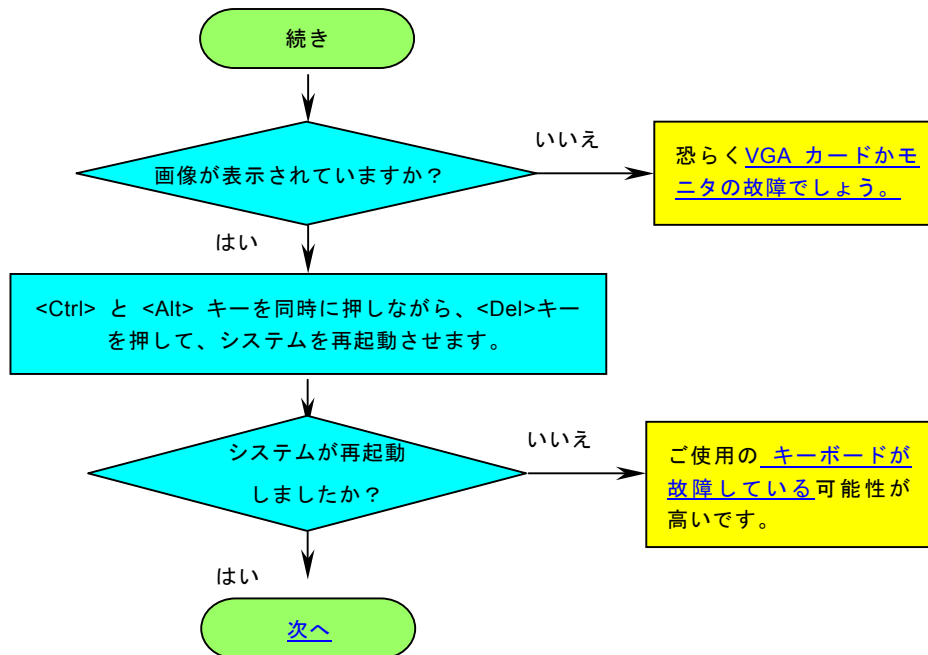 続き
画像が表示されていますか？
いいえ
恐らくVGA カードかモ
ニタの故障でしょう。
はい
<Ctrl> と <Alt> キーを同時に押しながら、<Del>キー
を押して、システムを再起動させます。
システムが再起動
しましたか？
いいえ
ご使用の キーボードが
故障している可能性が
高いです。
はい
次へ